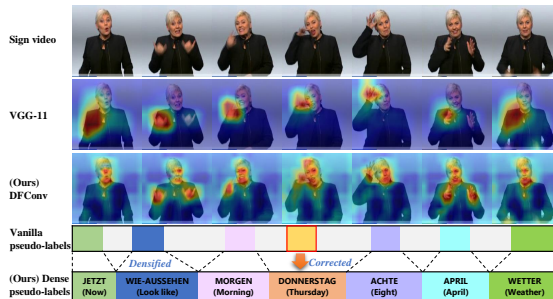 Sign video
VGG-11
(Ours)
DFConv
Vanilla
pseudo-labels
Densified
Corrected
(Ours) Dense
pseudo-labels
JETZT
(Now)
WIE-AUSSEHEN
(Look like)
MORGEN
(Morning)
DONNERSTAG
(Thursday)
ACHTE
(Eight)
APRIL
(April)
WETTER
(Weather)